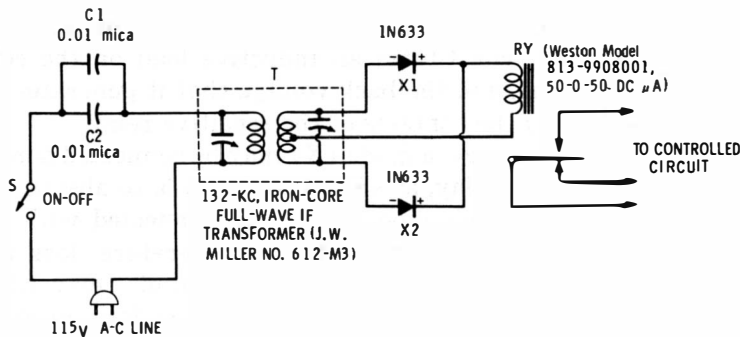 C1
0.01 mica
C2
0.01 mica
S
ON-OFF
115v A-C LINE
T
132-KC, IRON-CORE
FULL-WAVE IF
TRANSFORMER (J.W.
MILLER NO. 612-M3)
1N633
- +
X1
1N633
- +
X2
RY
(Weston Model
813-9908001,
50-0-50-DC μA)
TO CONTROLLED
CIRCUIT